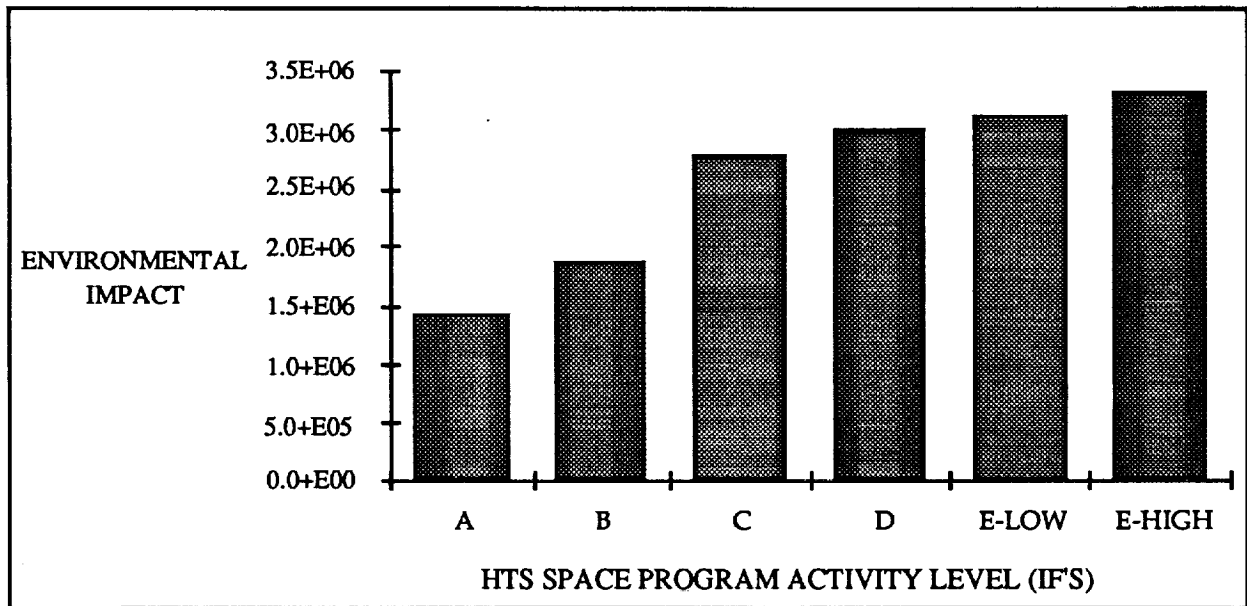 3.5E+06
3.0E+06
2.5E+06
2.0E+06
1.5+E06
1.0+E06
5.0+E05
0.0+E00
ENVIRONMENTAL
IMPACT
A B C D E-LOW E-HIGH
HTS SPACE PROGRAM ACTIVITY LEVEL (IF'S)